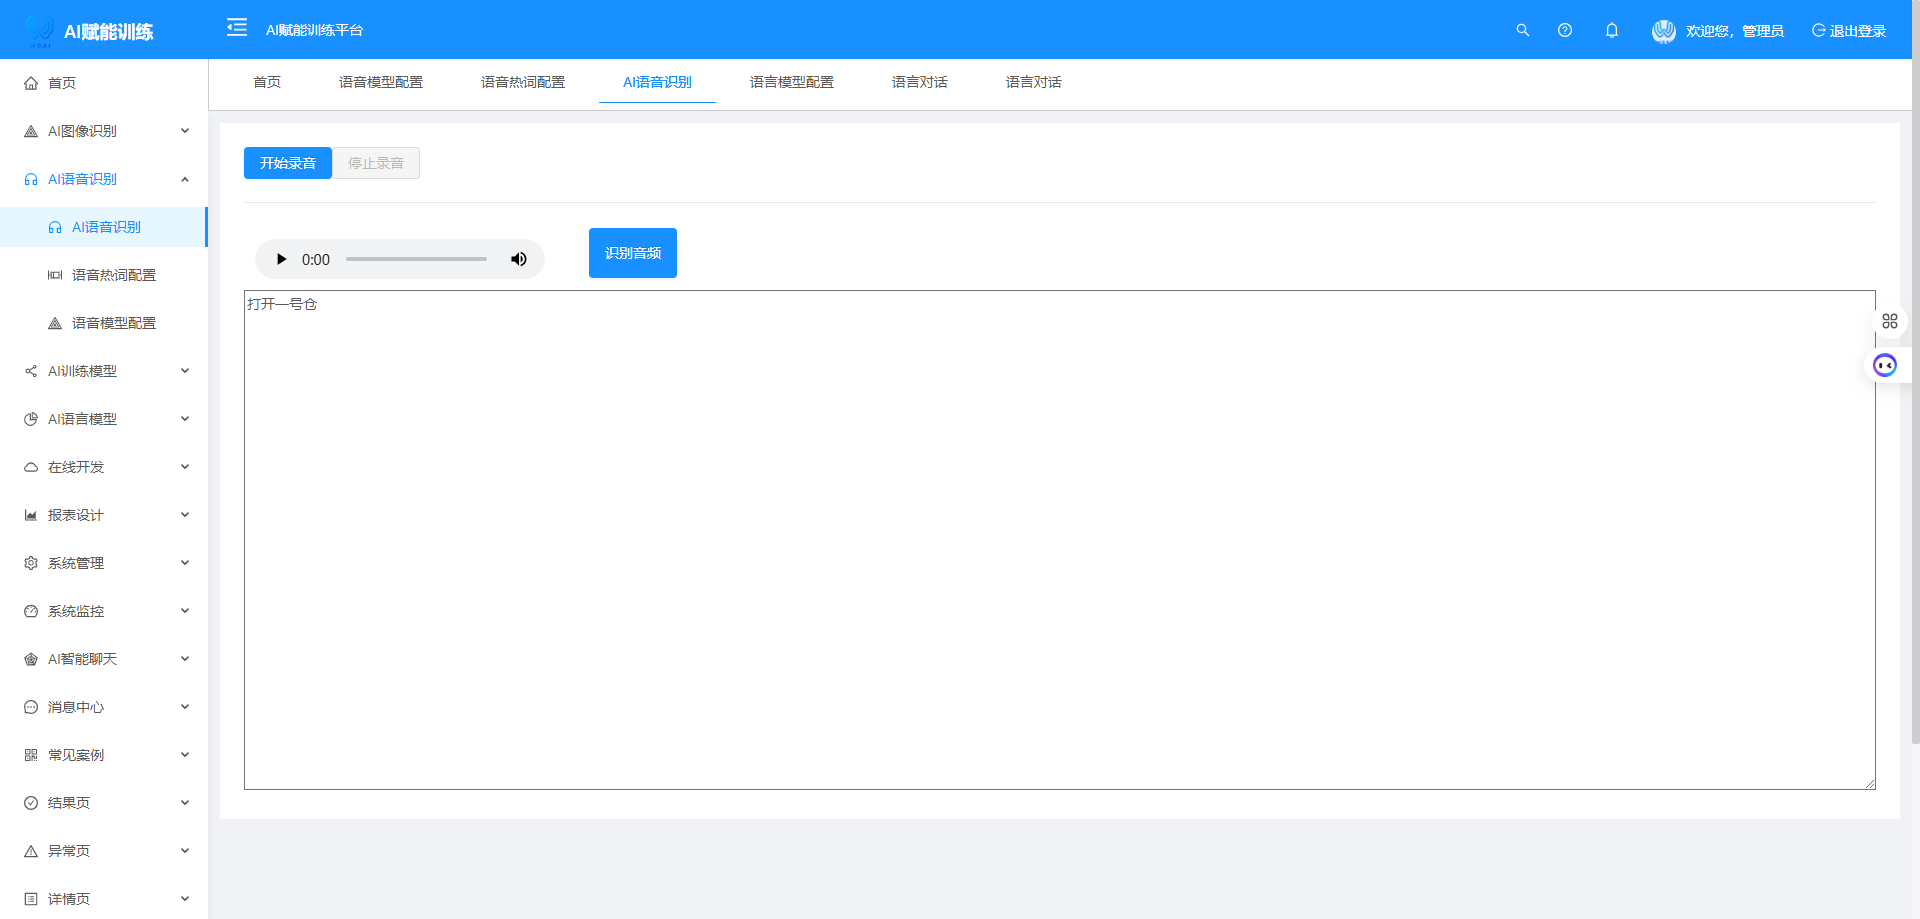 AI赋能训练
AI赋能训练平台
欢迎您，管理员
退出登录
首页
语音模型配置
语音热词配置
AI语音识别
语言模型配置
语言对话
语言对话
首页
AI图像识别
AI语音识别
AI语音识别
语音热词配置
语音模型配置
AI训练模型
AI语言模型
在线开发
报表设计
系统管理
系统监控
AI智能聊天
消息中心
常见案例
结果页
异常页
详情页
开始录音
停止录音
0:00
识别音频
打开一号仓